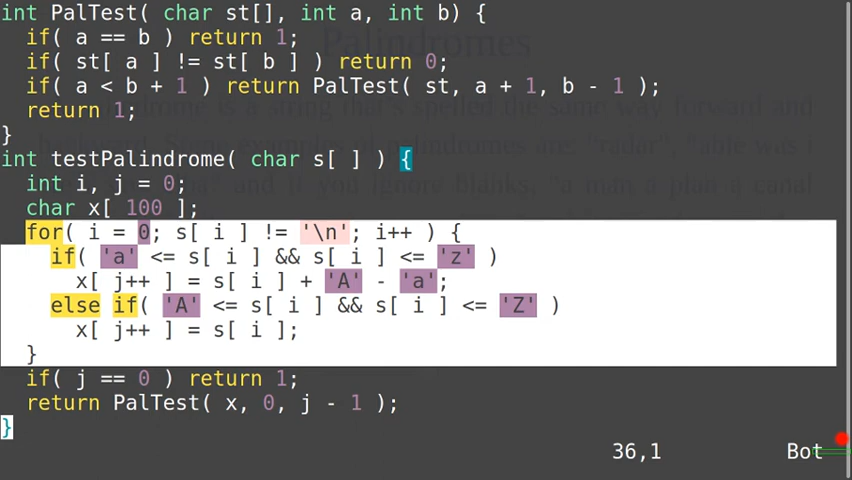 int PalTest( char st[], int a, int b) {
  if( a == b ) return 1;
  if( st[ a ] != st[ b ] ) return 0;
  if( a < b + 1 ) return PalTest( st, a + 1, b - 1 );
  return 1;
}
int testPalindrome( char s[ ] ) {
  int i, j = 0;
  char x[ 100 ];
  for( i = 0; s[ i ] != '\n'; i++ ) {
    if( 'a' <= s[ i ] && s[ i ] <= 'z' )
      x[ j++ ] = s[ i ] + 'A' - 'a';
    else if( 'A' <= s[ i ] && s[ i ] <= 'Z' )
      x[ j++ ] = s[ i ];
  }
  if( j == 0 ) return 1;
  return PalTest( x, 0, j - 1 );
}
36,1 Bot
Palindromes